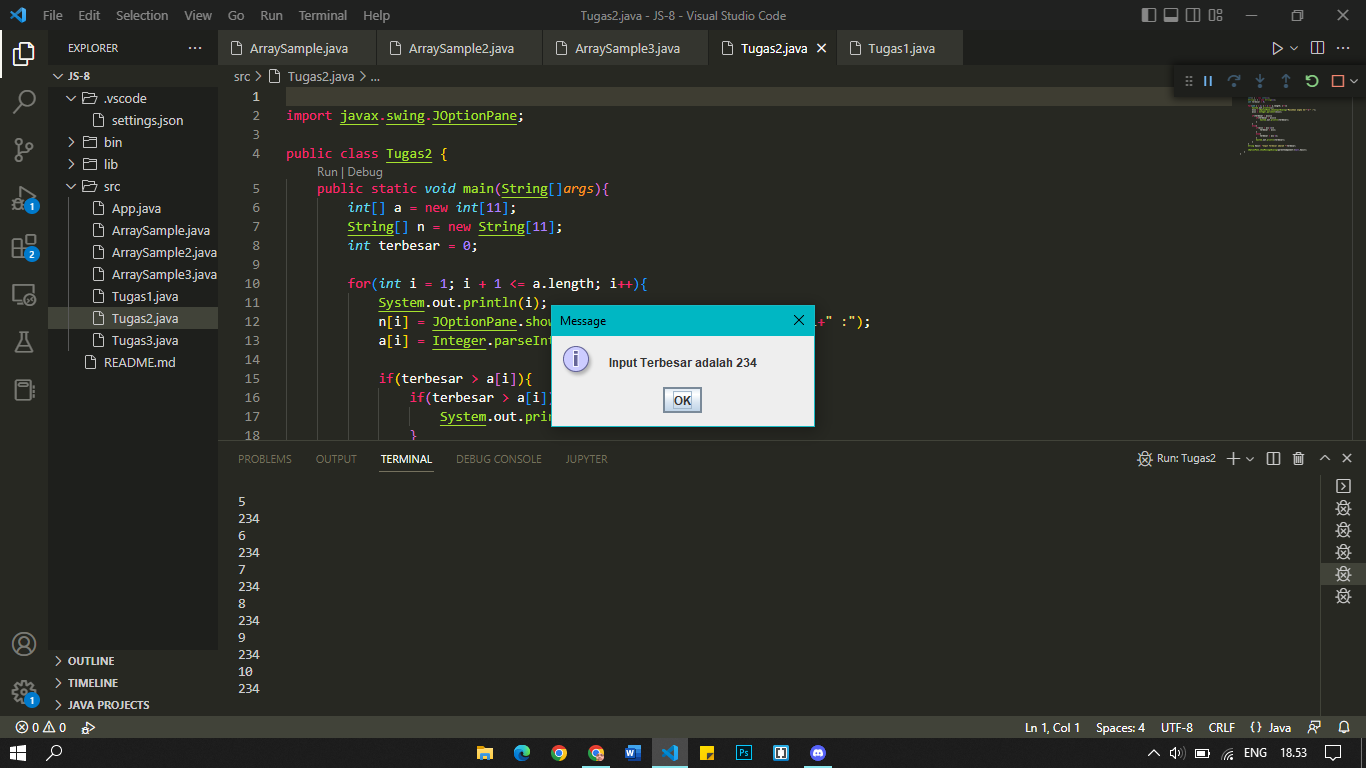 File Edit Selection View Go Run Terminal Help
Tugas2.java - JS-8 - Visual Studio Code
EXPLORER
JS-8
.vscode
settings.json
bin
lib
src
App.java
ArraySample.java
ArraySample2.java
ArraySample3.java
Tugas1.java
Tugas2.java
Tugas3.java
README.md
OUTLINE
TIMELINE
JAVA PROJECTS
1
2
1
ArraySample.java ArraySample2.java ArraySample3.java Tugas2.java Tugas1.java
src > Tugas2.java > ...
1
2 import javax.swing.JOptionPane;
3
4 public class Tugas2 {
Run | Debug
5 public static void main(String[]args){
6 int[] a = new int[11];
7 String[] n = new String[11];
8 int terbesar = 0;
9
10 for(int i = 1; i + 1 <= a.length; i++){
11 System.out.println(i);
12 n[i] = JOptionPane.show +" :");
13 a[i] = Integer.parseInt
14
15 if(terbesar > a[i]){
16 if(terbesar > a[i]
17 System.out.prin
18 }
Message
Input Terbesar adalah 234
OK
PROBLEMS OUTPUT TERMINAL DEBUG CONSOLE JUPYTER
Run: Tugas2
5
234
6
234
7
234
8
234
9
234
10
234
0 0
Ln 1, Col 1 Spaces: 4 UTF-8 CRLF {} Java
W Ps
ENG 18.53